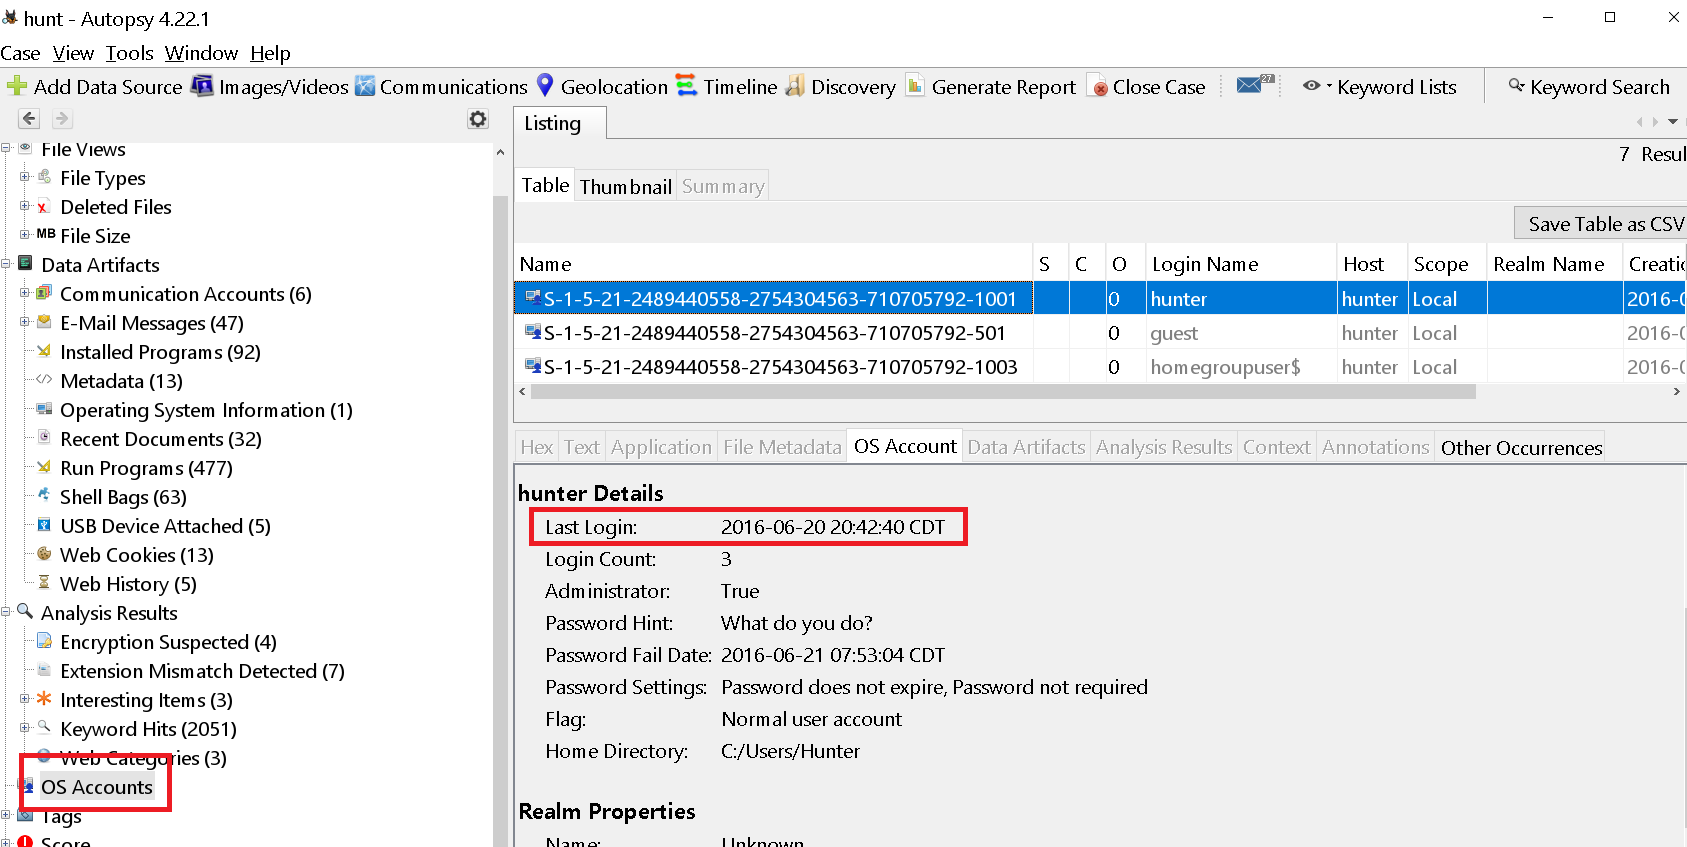 hunt - Autopsy 4.22.1
Case View Tools Window Help
Add Data Source Images/Videos Communications Geolocation Timeline Discovery Generate Report Close Case 27 Keyword Lists Keyword Search
File Views
File Types
Deleted Files
MB File Size
Data Artifacts
Communication Accounts (6)
E-Mail Messages (47)
Installed Programs (92)
Metadata (13)
Operating System Information (1)
Recent Documents (32)
Run Programs (477)
Shell Bags (63)
USB Device Attached (5)
Web Cookies (13)
Web History (5)
Analysis Results
Encryption Suspected (4)
Extension Mismatch Detected (7)
Interesting Items (3)
Keyword Hits (2051)
Web Categories (3)
OS Accounts
Tags
Score
Listing
7 Resul
Table Thumbnail Summary
Save Table as CSV
Name S C O Login Name Host Scope Realm Name Creatio
S-1-5-21-2489440558-2754304563-710705792-1001 0 hunter hunter Local 2016-0
S-1-5-21-2489440558-2754304563-710705792-501 0 guest hunter Local 2016-0
S-1-5-21-2489440558-2754304563-710705792-1003 0 homegroupuser$ hunter Local 2016-0
Hex Text Application File Metadata OS Account Data Artifacts Analysis Results Context Annotations Other Occurrences
hunter Details
Last Login: 2016-06-20 20:42:40 CDT
Login Count: 3
Administrator: True
Password Hint: What do you do?
Password Fail Date: 2016-06-21 07:53:04 CDT
Password Settings: Password does not expire, Password not required
Flag: Normal user account
Home Directory: C:/Users/Hunter
Realm Properties
Name: Unknown